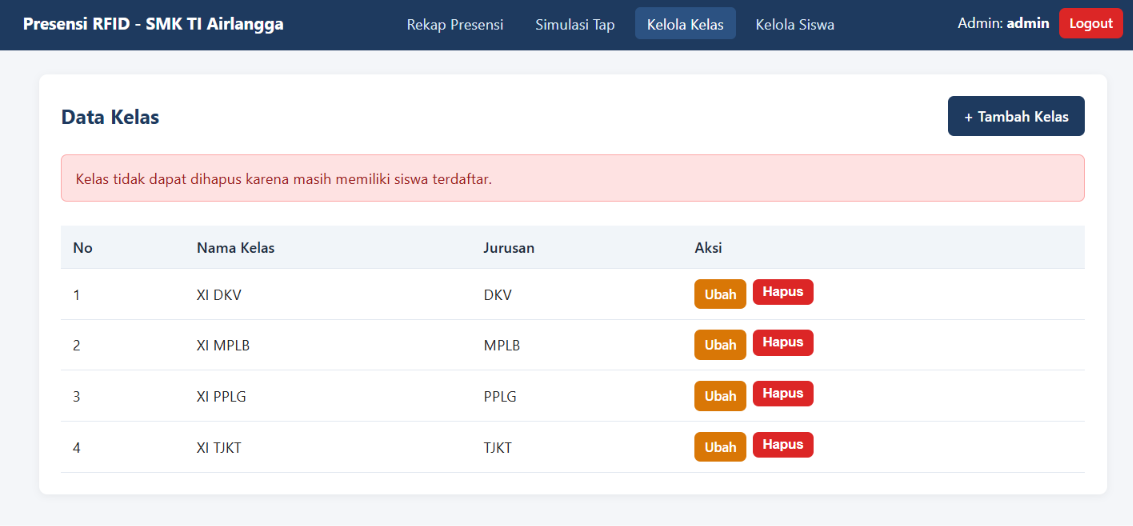 Presensi RFID - SMK TI Airlangga Rekap Presensi Simulasi Tap Kelola Kelas Kelola Siswa Admin: admin Logout
Data Kelas + Tambah Kelas
Kelas tidak dapat dihapus karena masih memiliki siswa terdaftar.
No Nama Kelas Jurusan Aksi
1 XI DKV DKV Ubah Hapus
2 XI MPLB MPLB Ubah Hapus
3 XI PPLG PPLG Ubah Hapus
4 XI TJKT TJKT Ubah Hapus